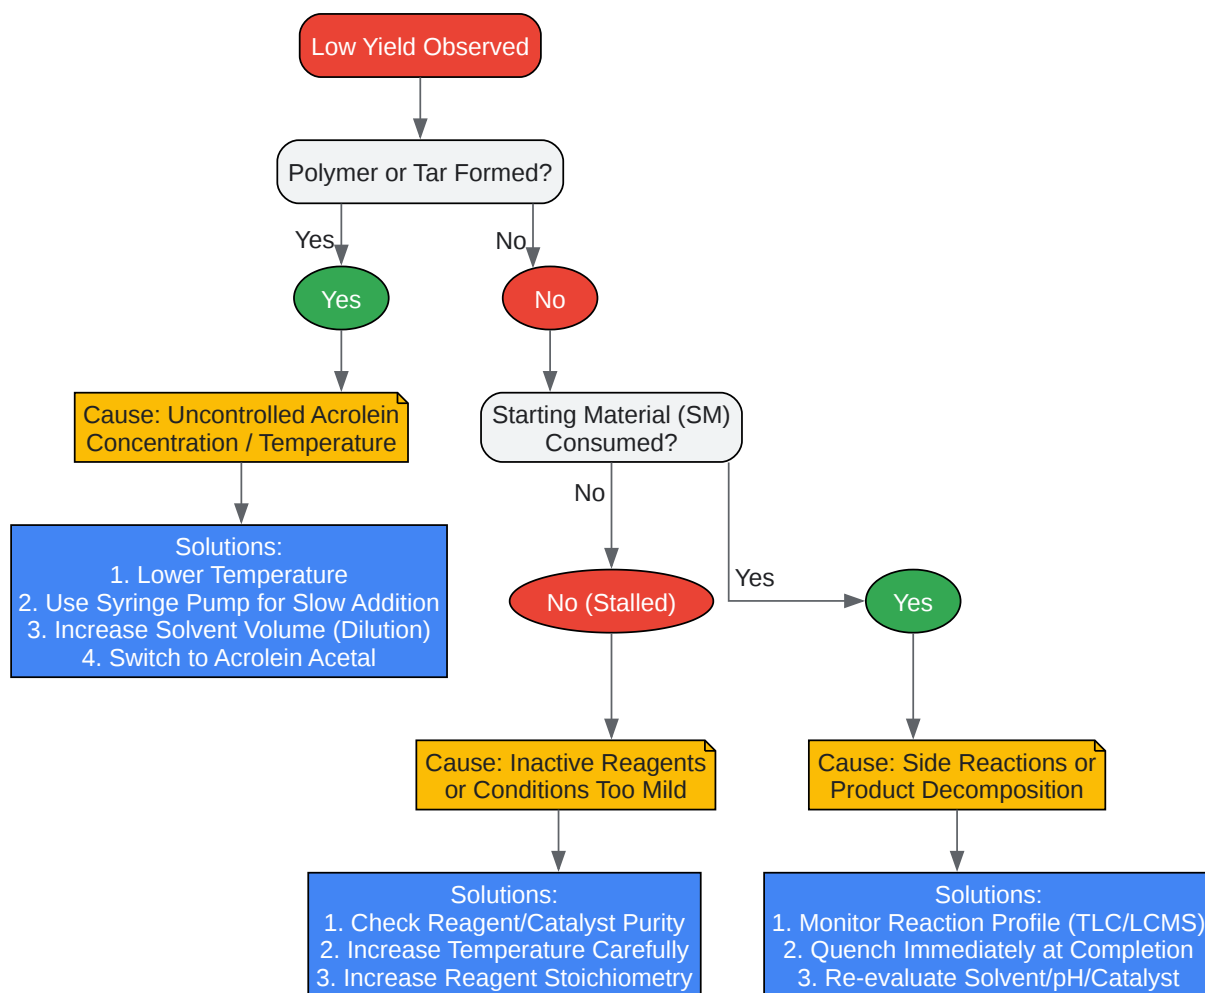 Low Yield Observed
Polymer or Tar Formed?
Yes
No
Yes
No
Cause: Uncontrolled Acrolein
Concentration / Temperature
Starting Material (SM)
Consumed?
No
Solutions:
1. Lower Temperature
2. Use Syringe Pump for Slow Addition
3. Increase Solvent Volume (Dilution)
4. Switch to Acrolein Acetal
Yes
No (Stalled)
Yes
Cause: Inactive Reagents
or Conditions Too Mild
Cause: Side Reactions or
Product Decomposition
Solutions:
1. Check Reagent/Catalyst Purity
2. Increase Temperature Carefully
3. Increase Reagent Stoichiometry
Solutions:
1. Monitor Reaction Profile (TLC/LCMS)
2. Quench Immediately at Completion
3. Re-evaluate Solvent/pH/Catalyst